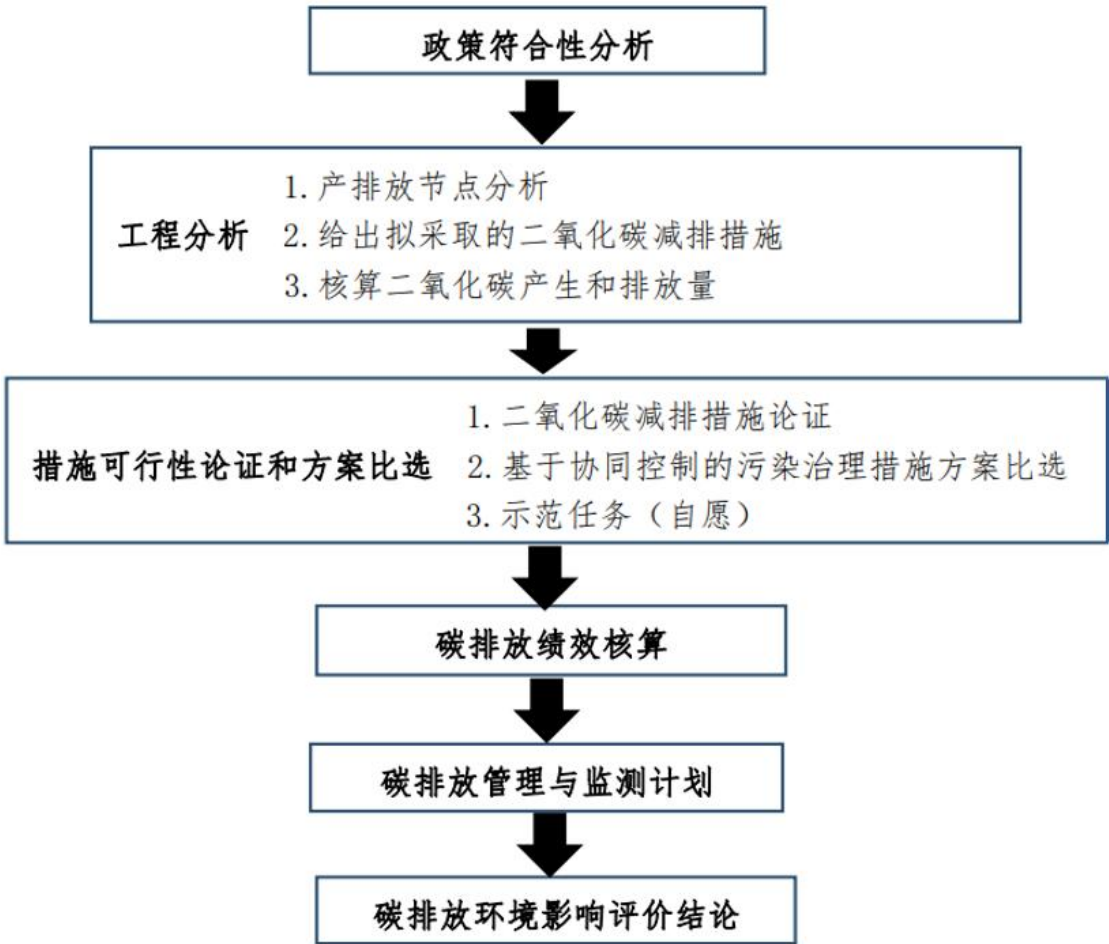 政策符合性分析
1.产排放节点分析
工程分析 2.给出拟采取的二氧化碳减排措施
3.核算二氧化碳产生和排放量
1.二氧化碳减排措施论证
措施可行性论证和方案比选 2.基于协同控制的污染治理措施方案比选
3.示范任务（自愿）
碳排放绩效核算
碳排放管理与监测计划
碳排放环境影响评价结论